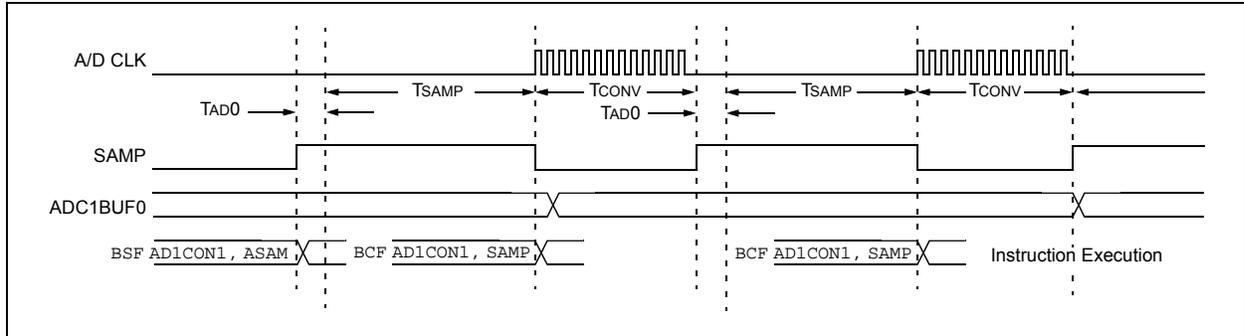 A/D CLK
TSAMP TCONV TSAMP TCONV
TAD0 TAD0
SAMP
ADC1BUF0
BSF AD1CON1, ASAM BCF AD1CON1, SAMP BCF AD1CON1, SAMP Instruction Execution